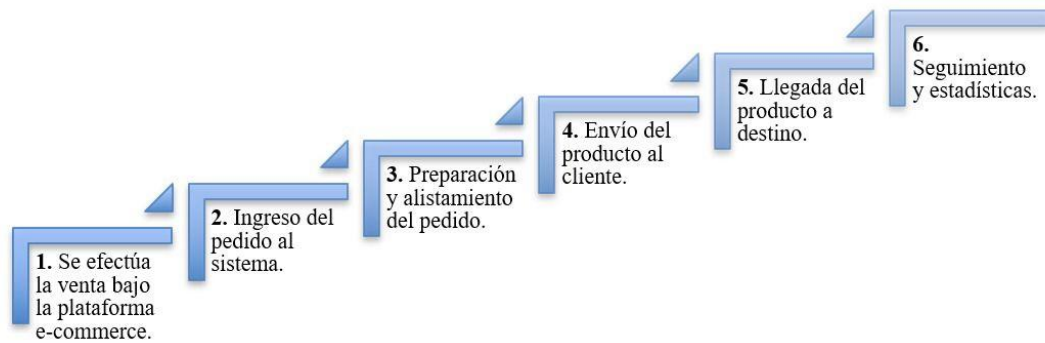 1. Se efectúa
la venta bajo
la plataforma
e-commerce.
2. Ingreso del
pedido al
sistema.
3. Preparación
y alistamiento
del pedido.
4. Envío del
producto al
cliente.
5. Llegada del
producto a
destino.
6.
Seguimiento
y estadísticas.